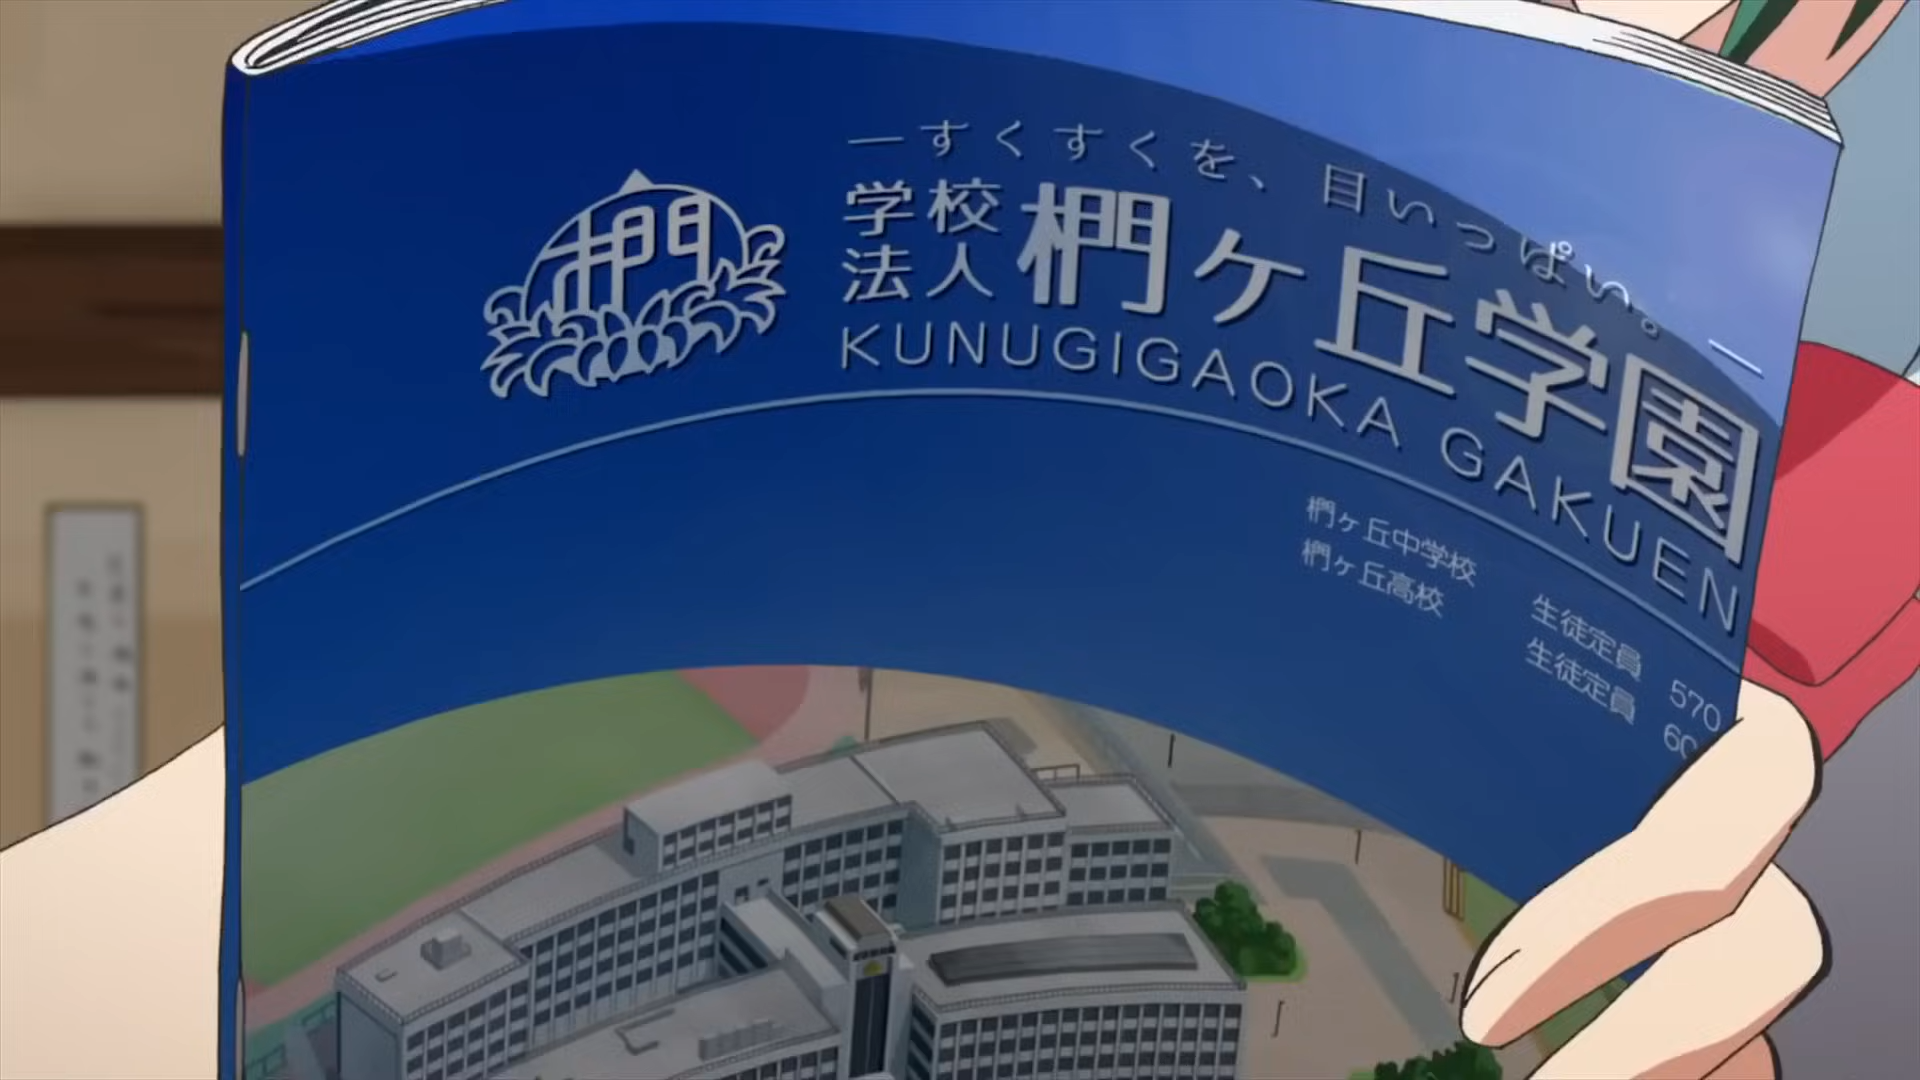 ―すくすくを、目いっぱい。―
学校法人 椚ヶ丘学園
KUNUGIGAOKA GAKUEN
椚ヶ丘中学校 生徒定員 570
椚ヶ丘高校 生徒定員 60
椚